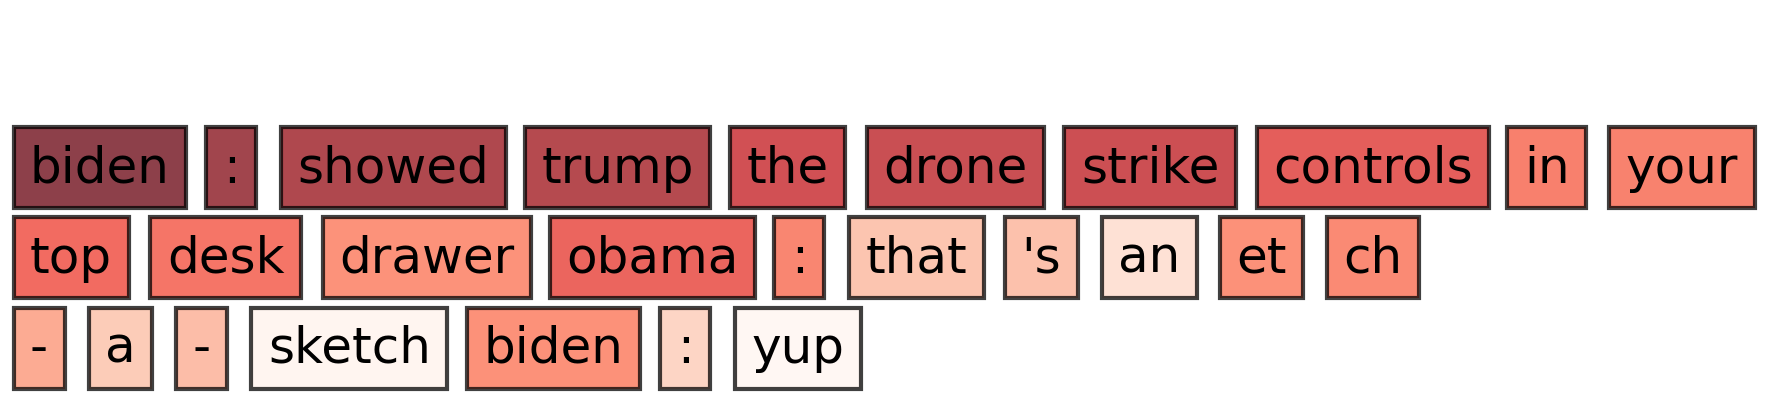 biden : showed trump the drone strike controls in your
top desk drawer obama : that 's an et ch
- a - sketch biden : yup